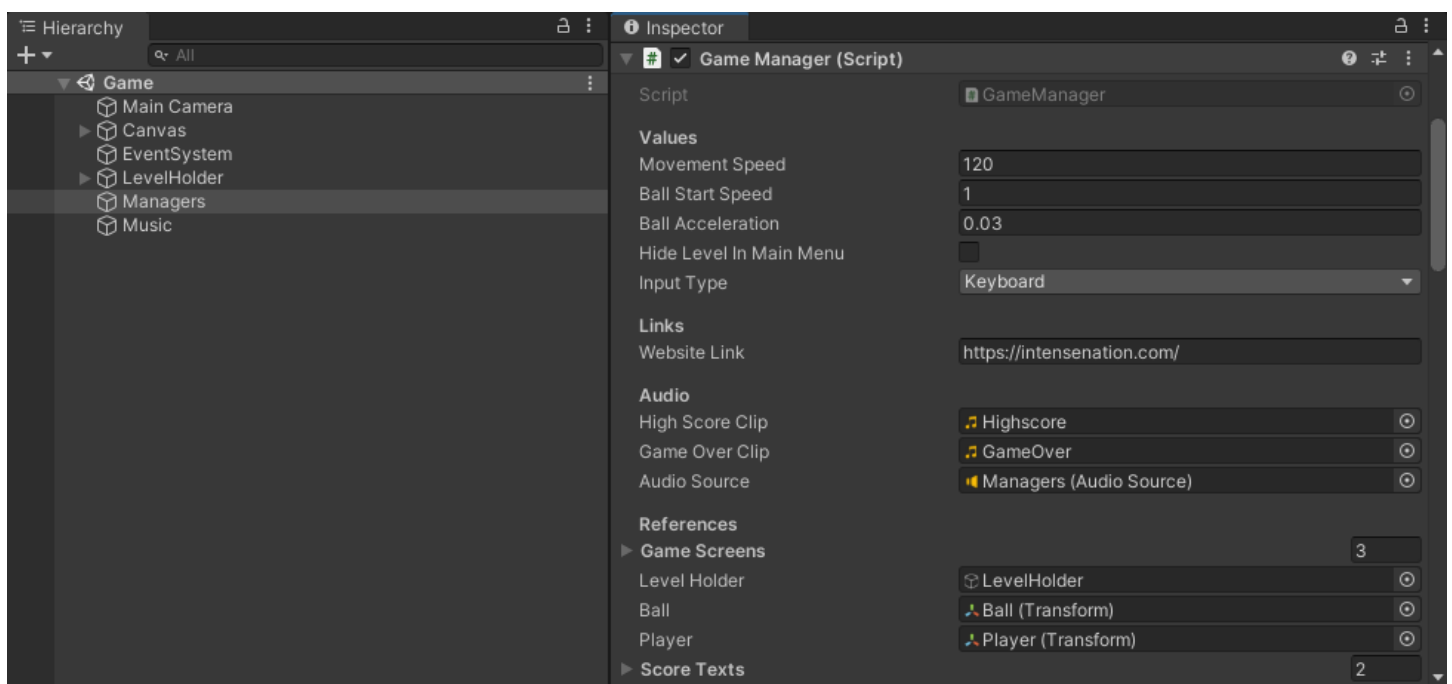 Hierarchy
All
Game
Main Camera
Canvas
EventSystem
LevelHolder
Managers
Music
Inspector
# Game Manager (Script)
Script # GameManager
Values
Movement Speed 120
Ball Start Speed 1
Ball Acceleration 0.03
Hide Level In Main Menu
Input Type Keyboard
Links
Website Link https://intensenation.com/
Audio
High Score Clip Highscore
Game Over Clip GameOver
Audio Source Managers (Audio Source)
References
Game Screens 3
Level Holder LevelHolder
Ball Ball (Transform)
Player Player (Transform)
Score Texts 2